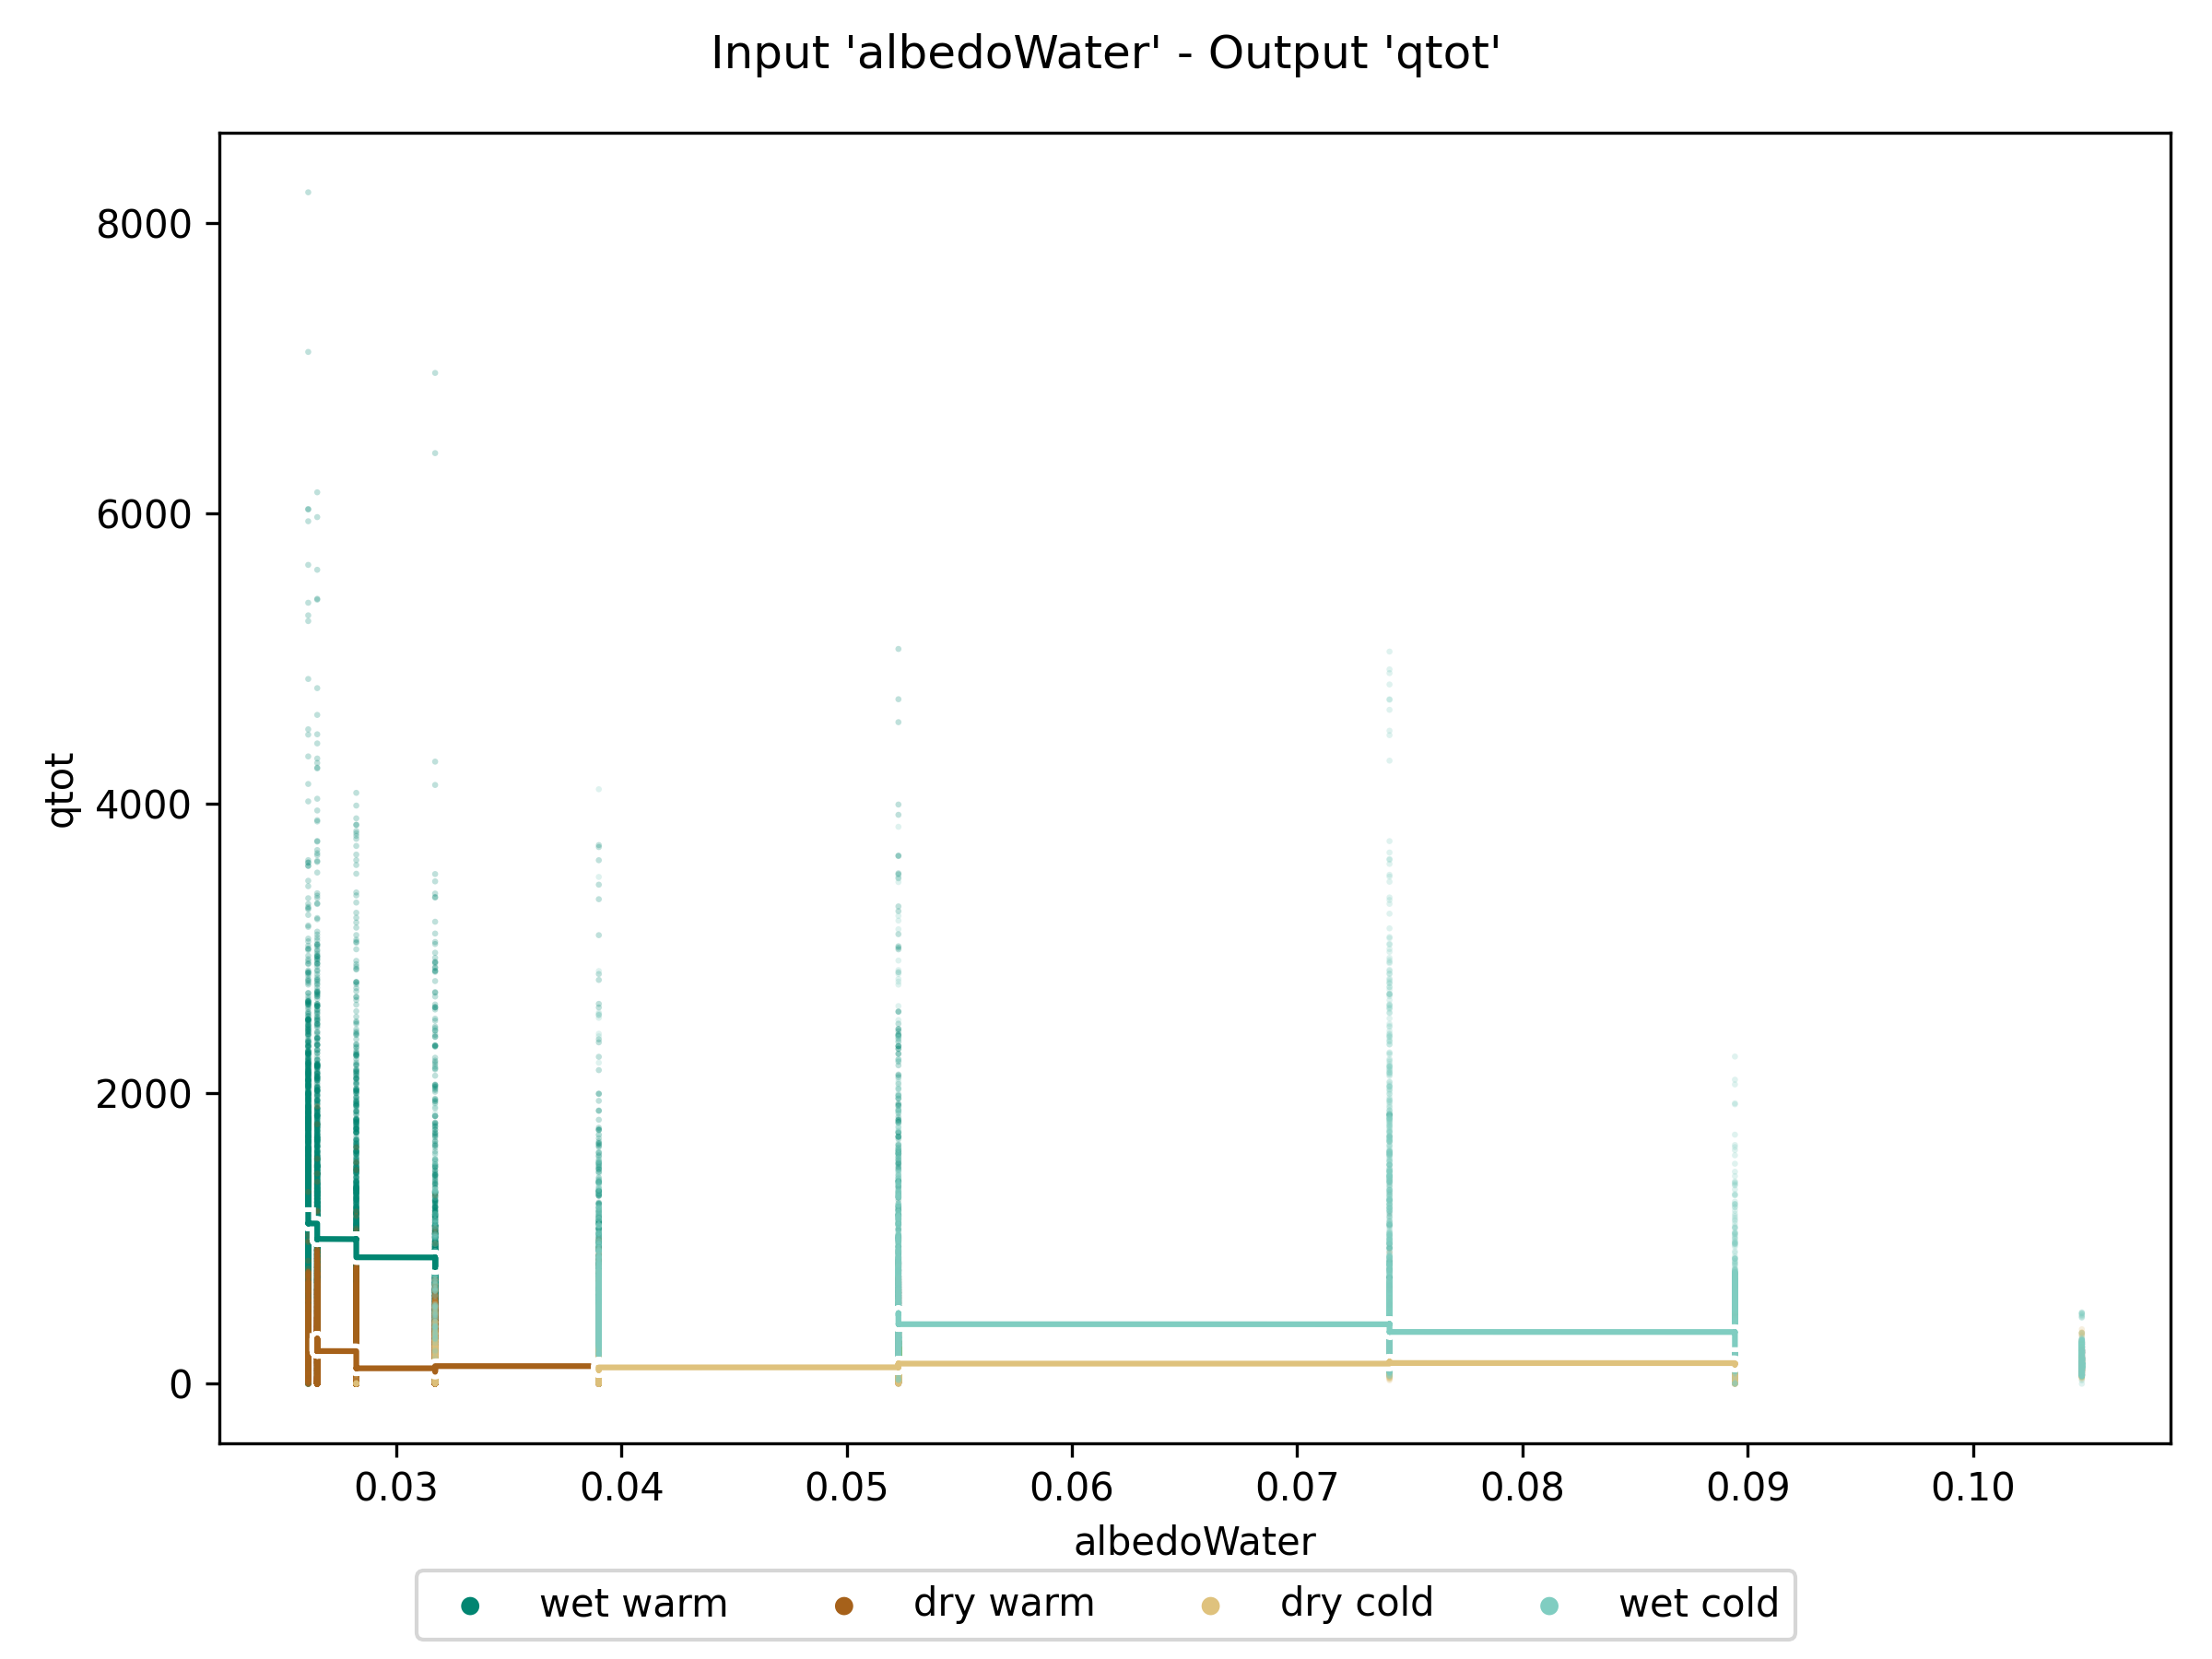 Input 'albedoWater' - Output 'qtot'
8000
6000
4000
2000
0
qtot
0.03 0.04 0.05 0.06 0.07 0.08 0.09 0.10
albedoWater
wet warm dry warm dry cold wet cold